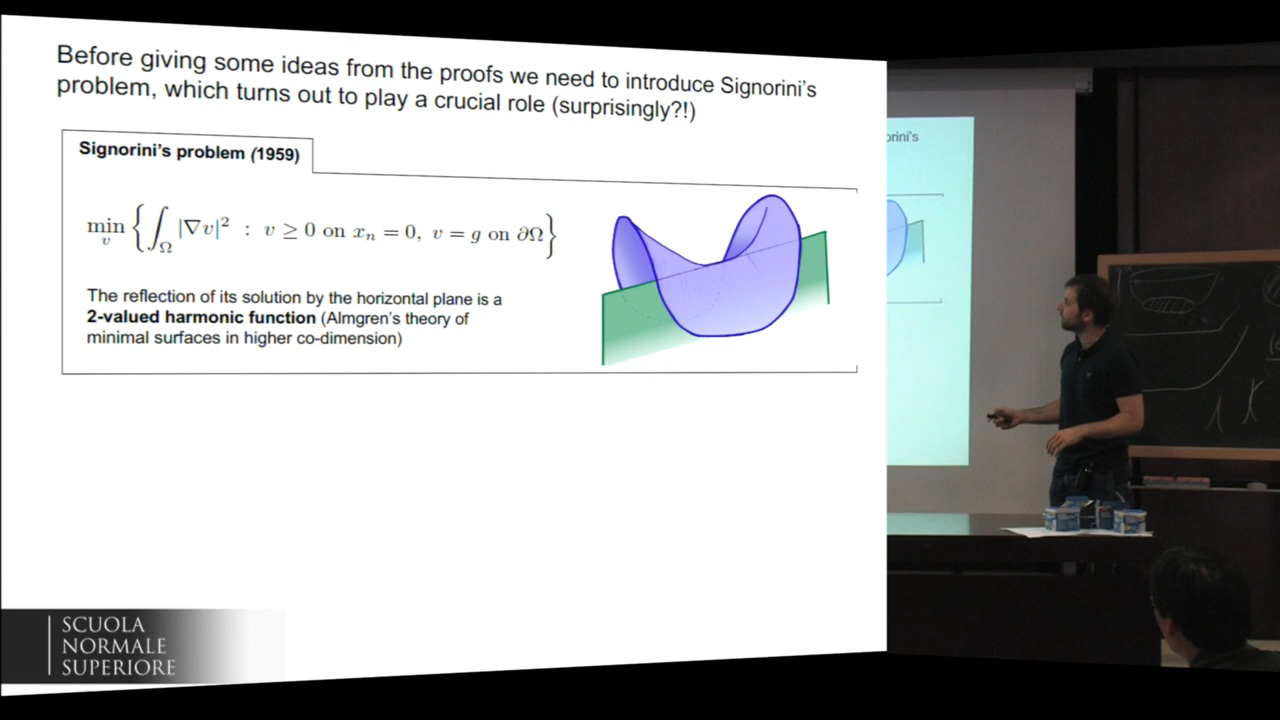 Before giving some ideas from the proofs we need to introduce Signorini's
problem, which turns out to play a crucial role (surprisingly?!)
Signorini's problem (1959)
min_v { ∫_Ω |∇v|² : v ≥ 0 on x_n = 0, v = g on ∂Ω }
The reflection of its solution by the horizontal plane is a
2-valued harmonic function (Almgren's theory of
minimal surfaces in higher co-dimension)
orini's
SCUOLA
NORMALE
SUPERIORE